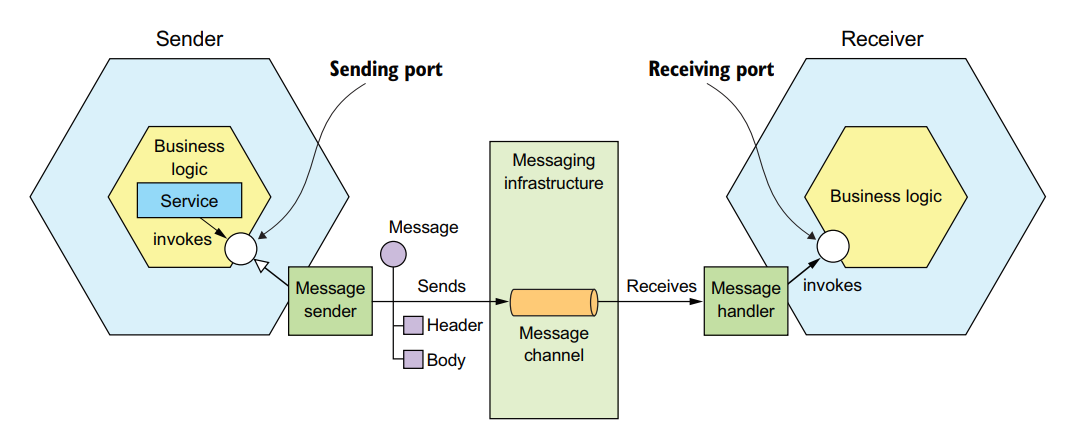 Sender
Receiver
Sending port
Receiving port
Business
logic
Service
invokes
Message
sender
Message
Sends
Header
Body
Messaging
infrastructure
Message
channel
Receives
Message
handler
invokes
Business logic